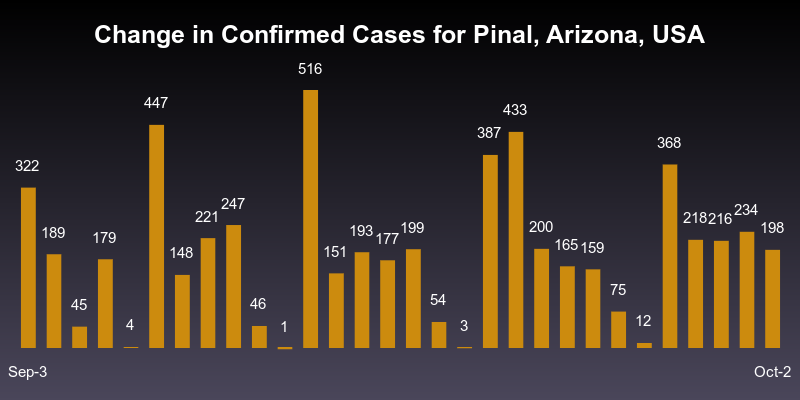 Change in Confirmed Cases for Pinal, Arizona, USA
322 189 45 179 4 447 148 221 247 46 1 516 151 193 177 199 54 3 387 433 200 165 159 75 12 368 218 216 234 198
Sep-3 Oct-2